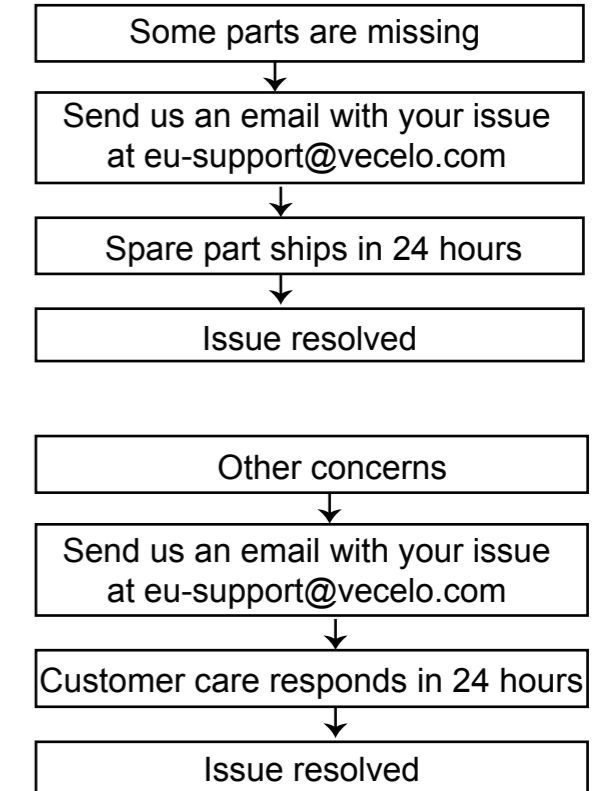 Some parts are missing
Send us an email with your issue
at eu-support@vecelo.com
Spare part ships in 24 hours
Issue resolved
Other concerns
Send us an email with your issue
at eu-support@vecelo.com
Customer care responds in 24 hours
Issue resolved